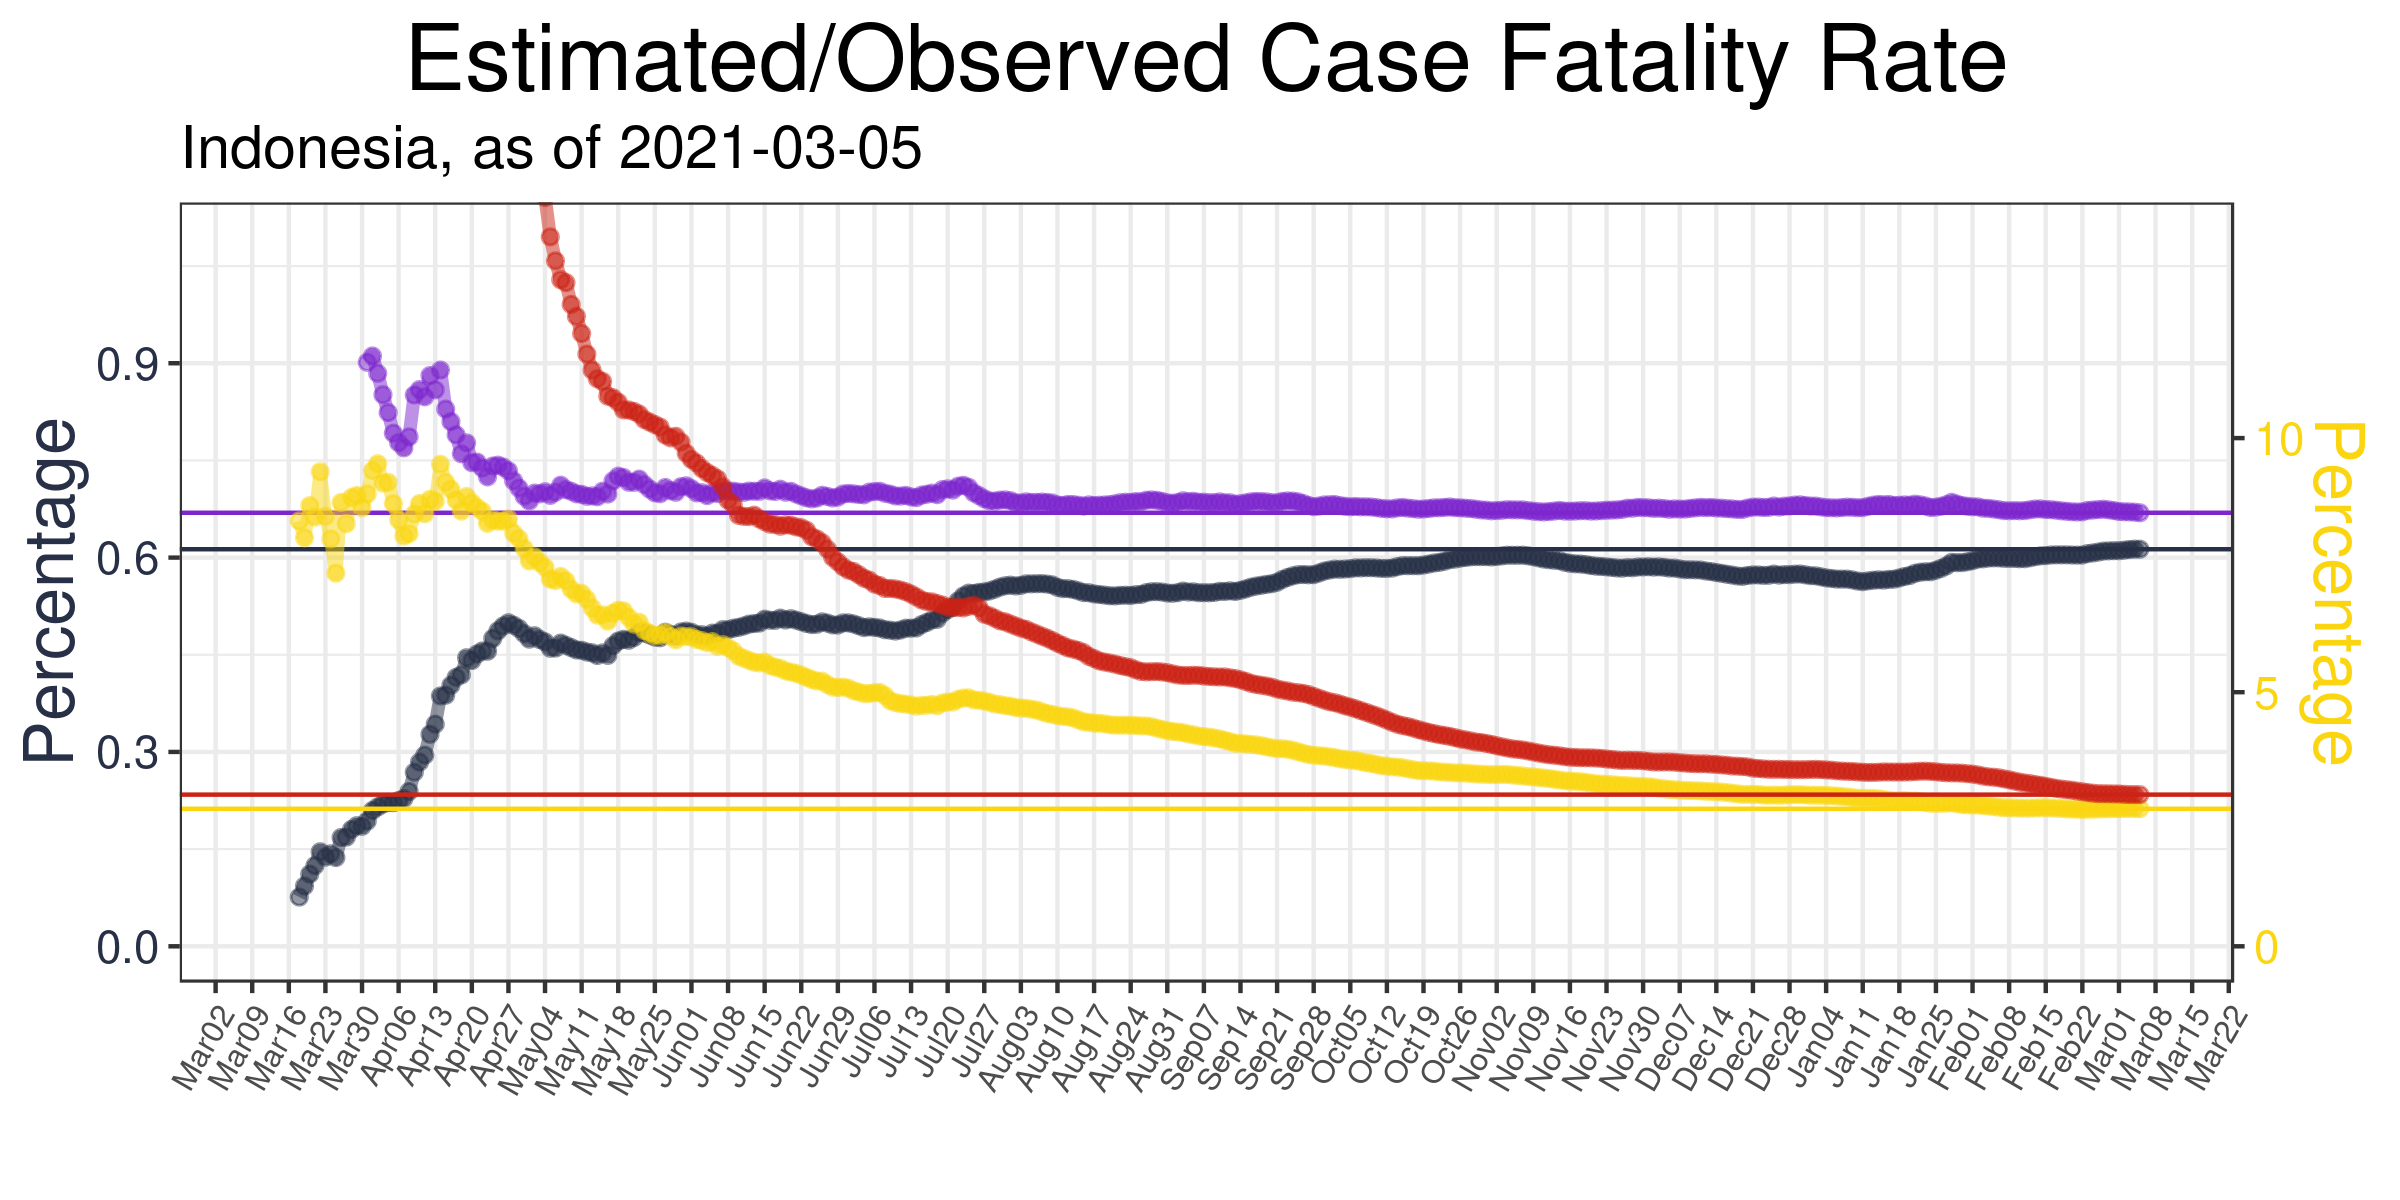 Estimated/Observed Case Fatality Rate
Indonesia, as of 2021-03-05
Percentage
0.9
0.6
0.3
0.0
10
5
0
Percentage
Mar02 Mar09 Mar16 Mar23 Mar30 Apr06 Apr13 Apr20 Apr27 May04 May11 May18 May25 Jun01 Jun08 Jun15 Jun22 Jun29 Jul06 Jul13 Jul20 Jul27 Aug03 Aug10 Aug17 Aug24 Aug31 Sep07 Sep14 Sep21 Sep28 Oct05 Oct12 Oct19 Oct26 Nov02 Nov09 Nov16 Nov23 Nov30 Dec07 Dec14 Dec21 Dec28 Dec04 Jan11 Jan18 Jan25 Feb01 Feb08 Feb15 Feb22 Mar01 Mar08 Mar15 Mar22